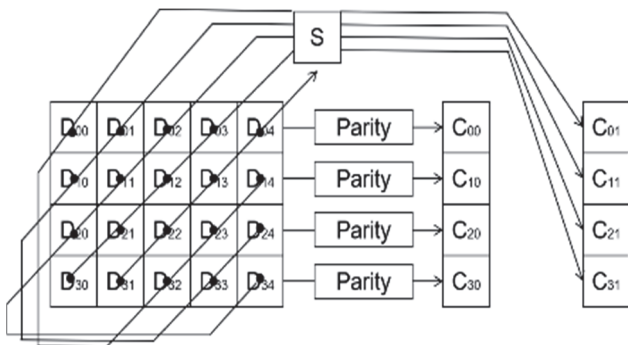 S
D00 D01 D02 D03 D04 Parity C00 C01
D10 D11 D12 D13 D14 Parity C10 C11
D20 D21 D22 D23 D24 Parity C20 C21
D30 D31 D32 D33 D34 Parity C30 C31